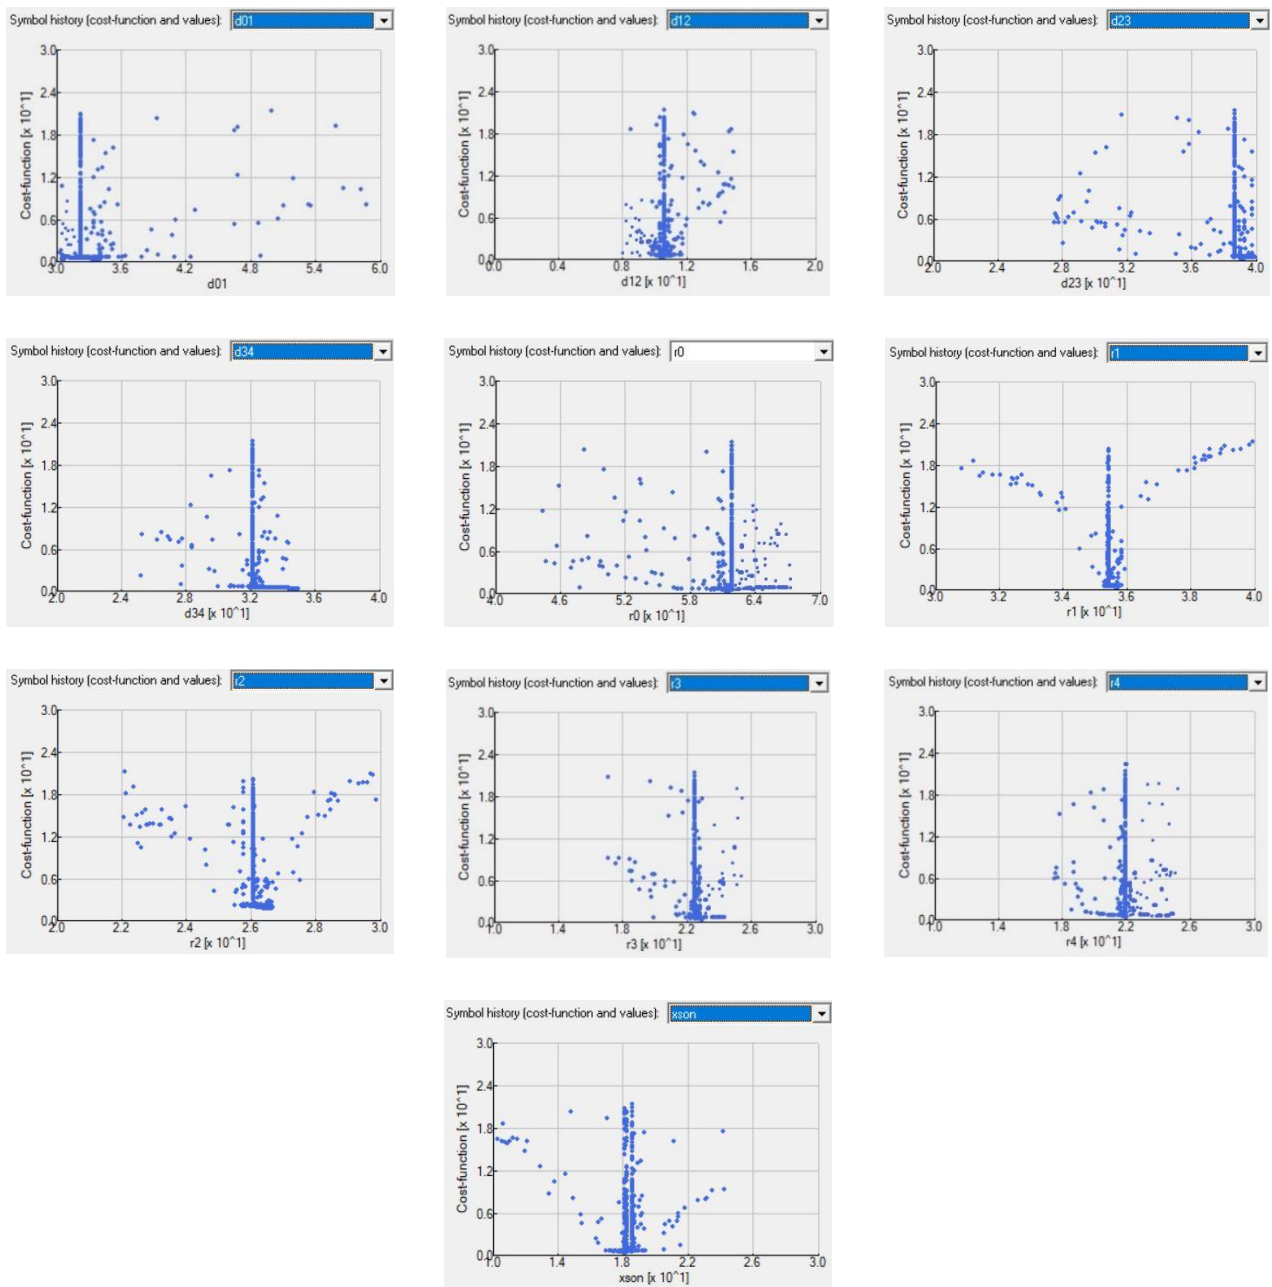 Symbol history (cost-function and values): d01
Cost-function [x 10^1]
3.0
2.4
1.8
1.2
0.6
0.0
3.0 3.6 4.2 4.8 5.4 6.0
d01
Symbol history (cost-function and values): d12
Cost-function [x 10^1]
3.0
2.4
1.8
1.2
0.6
0.0
0.0 0.4 0.8 1.2 1.6 2.0
d12 [x 10^1]
Symbol history (cost-function and values): d23
Cost-function [x 10^1]
3.0
2.4
1.8
1.2
0.6
0.0
2.0 2.4 2.8 3.2 3.6 4.0
d23 [x 10^1]
Symbol history (cost-function and values): d34
Cost-function [x 10^1]
3.0
2.4
1.8
1.2
0.6
0.0
2.0 2.4 2.8 3.2 3.6 4.0
d34 [x 10^1]
Symbol history (cost-function and values): r0
Cost-function [x 10^1]
3.0
2.4
1.8
1.2
0.6
0.0
4.0 4.6 5.2 5.8 6.4 7.0
r0 [x 10^1]
Symbol history (cost-function and values): r1
Cost-function [x 10^1]
3.0
2.4
1.8
1.2
0.6
0.0
3.0 3.2 3.4 3.6 3.8 4.0
r1 [x 10^1]
Symbol history (cost-function and values): r2
Cost-function [x 10^1]
3.0
2.4
1.8
1.2
0.6
0.0
2.0 2.2 2.4 2.6 2.8 3.0
r2 [x 10^1]
Symbol history (cost-function and values): r3
Cost-function [x 10^1]
3.0
2.4
1.8
1.2
0.6
0.0
1.0 1.4 1.8 2.2 2.6 3.0
r3 [x 10^1]
Symbol history (cost-function and values): r4
Cost-function [x 10^1]
3.0
2.4
1.8
1.2
0.6
0.0
1.0 1.4 1.8 2.2 2.6 3.0
r4 [x 10^1]
Symbol history (cost-function and values): xson
Cost-function [x 10^1]
3.0
2.4
1.8
1.2
0.6
0.0
1.0 1.4 1.8 2.2 2.6 3.0
xson [x 10^1]